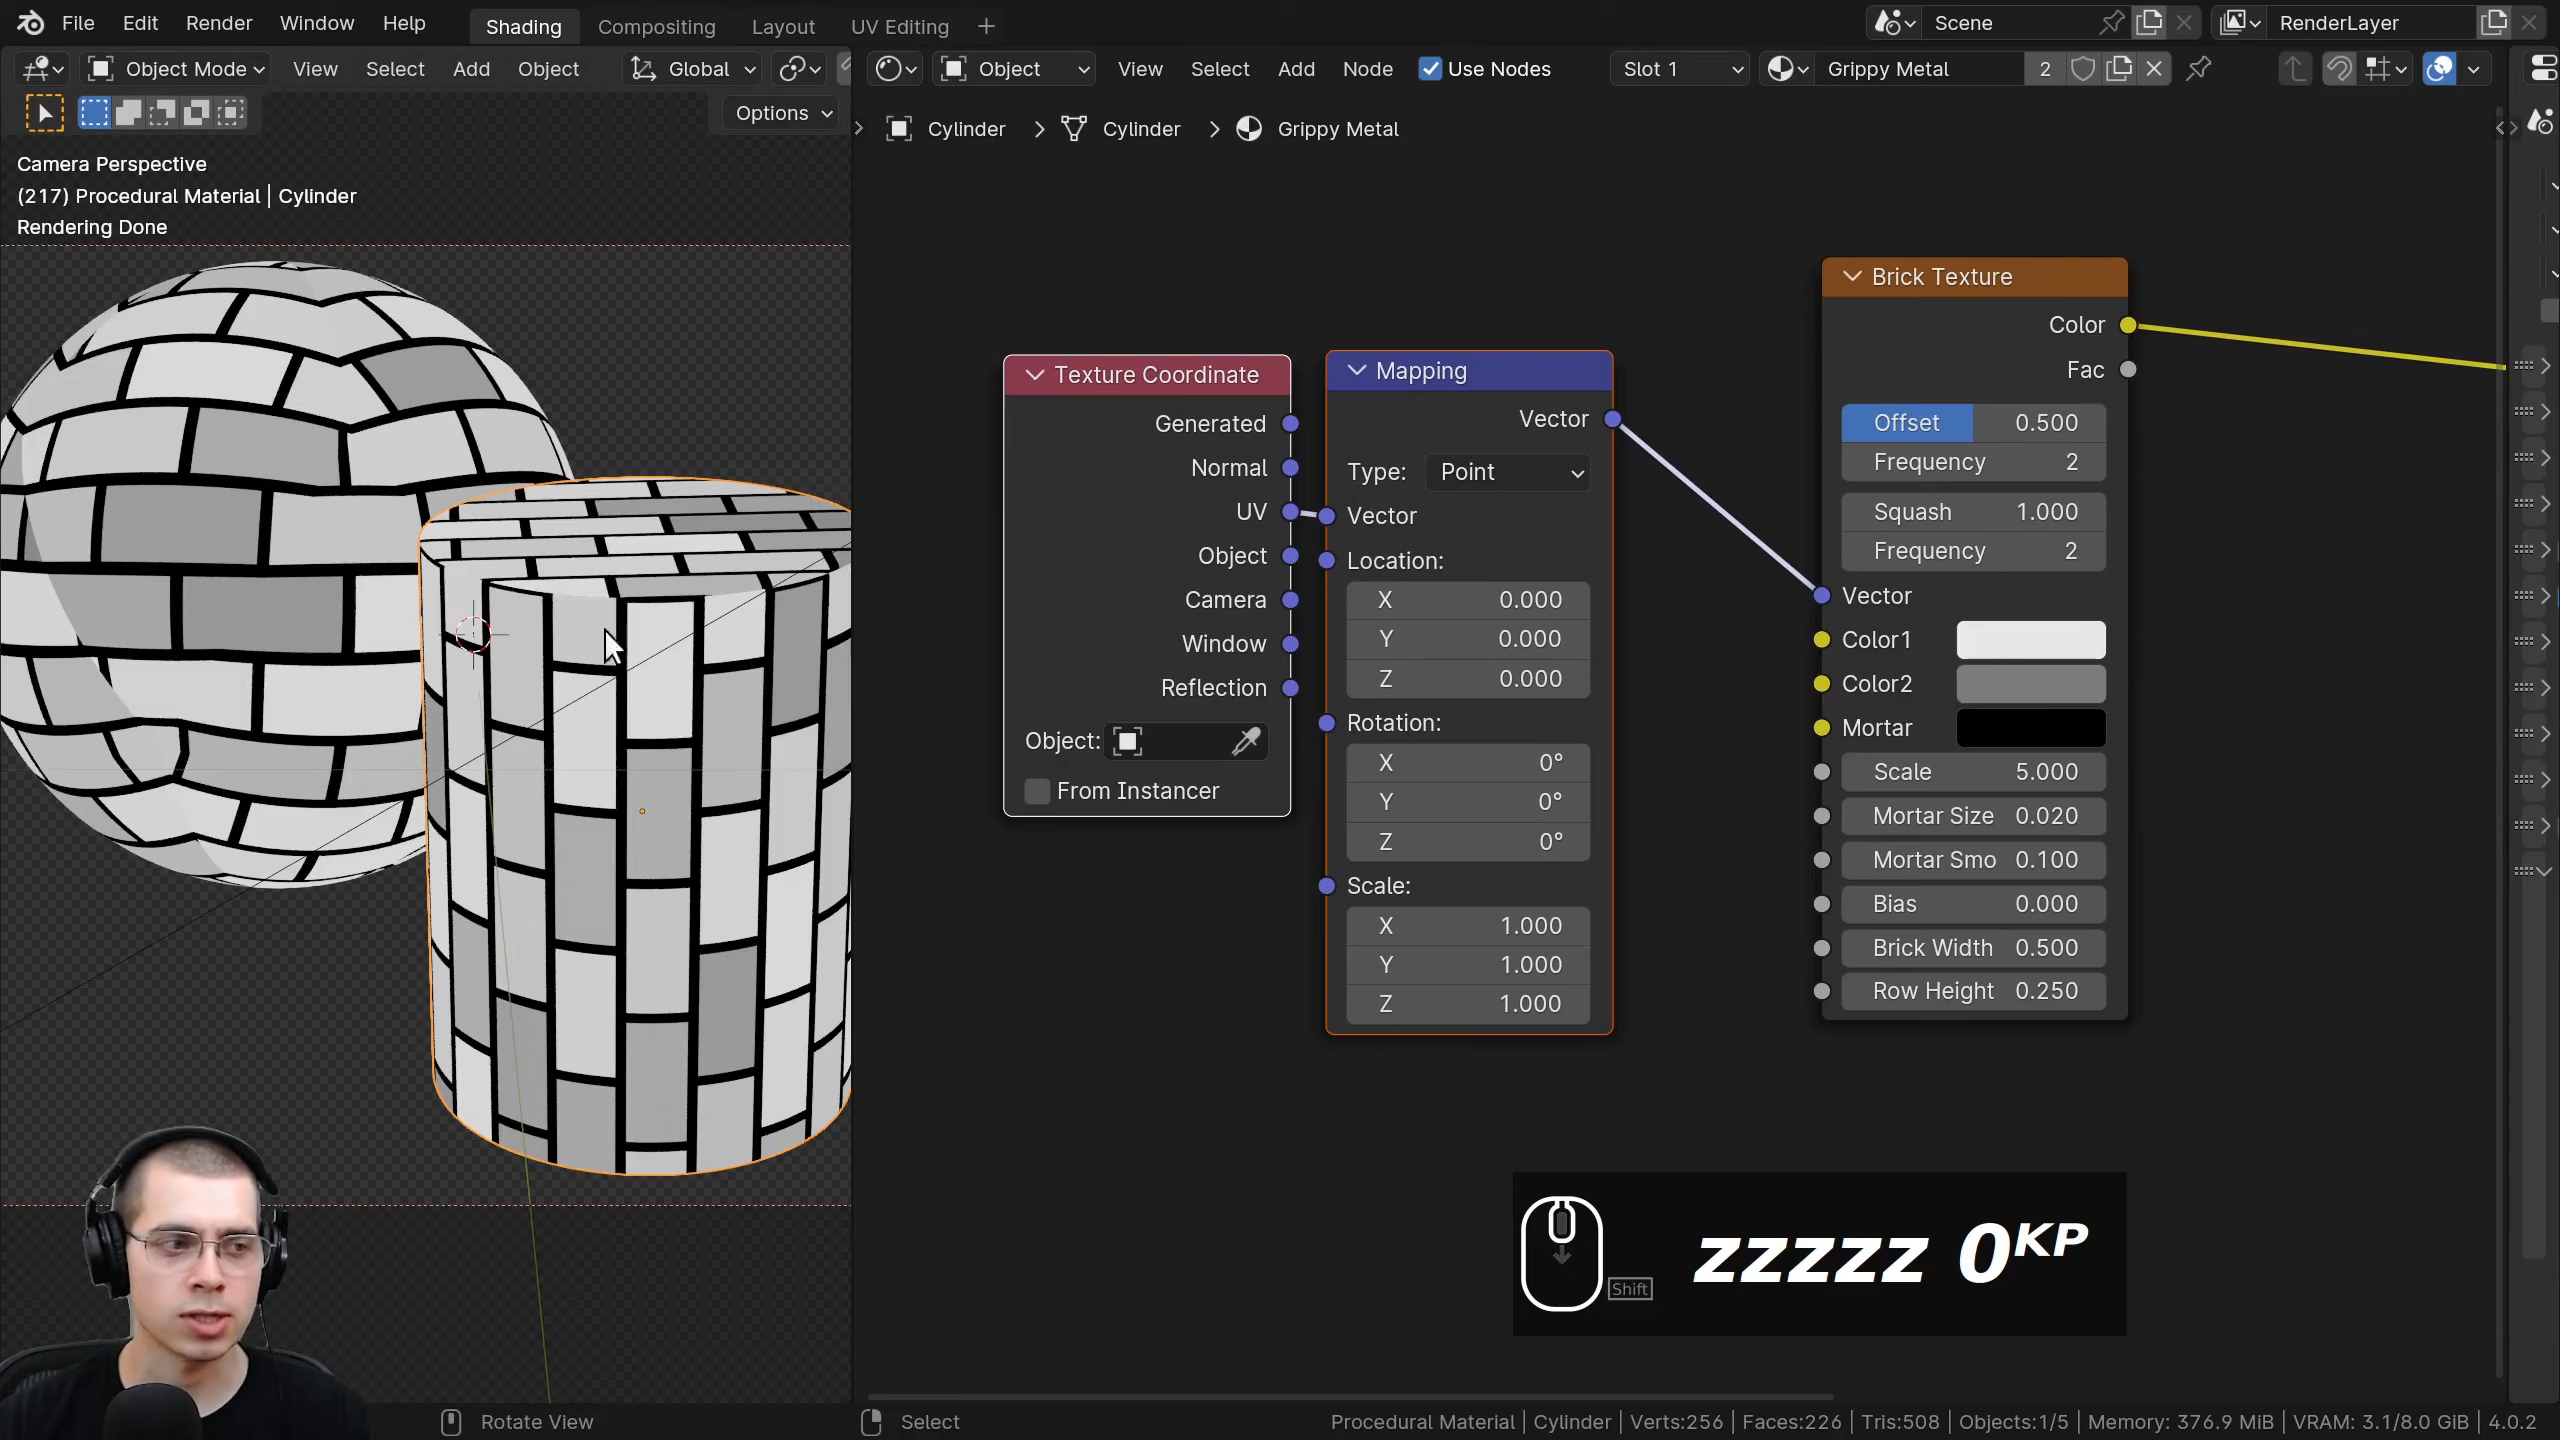 File Edit Render Window Help Shading Compositing Layout UV Editing Scene RenderLayer
Object Mode View Select Add Object Global Object View Select Add Node Use Nodes Slot 1 Grippy Metal 2
Options
Cylinder Cylinder Grippy Metal
Camera Perspective
(217) Procedural Material | Cylinder
Rendering Done
Texture Coordinate
Generated
Normal
UV
Object
Camera
Window
Reflection
Object:
From Instancer
Mapping
Vector
Type: Point
Vector
Location:
X 0.000
Y 0.000
Z 0.000
Rotation:
X 0°
Y 0°
Z 0°
Scale:
X 1.000
Y 1.000
Z 1.000
Brick Texture
Color
Fac
Offset 0.500
Frequency 2
Squash 1.000
Frequency 2
Vector
Color1
Color2
Mortar
Scale 5.000
Mortar Size 0.020
Mortar Smo 0.100
Bias 0.000
Brick Width 0.500
Row Height 0.250
Shift zzzzz 0KP
Rotate View Select Procedural Material | Cylinder | Verts:256 | Faces:226 | Tris:508 | Objects:1/5 | Memory: 376.9 MiB | VRAM: 3.1/8.0 GiB | 4.0.2